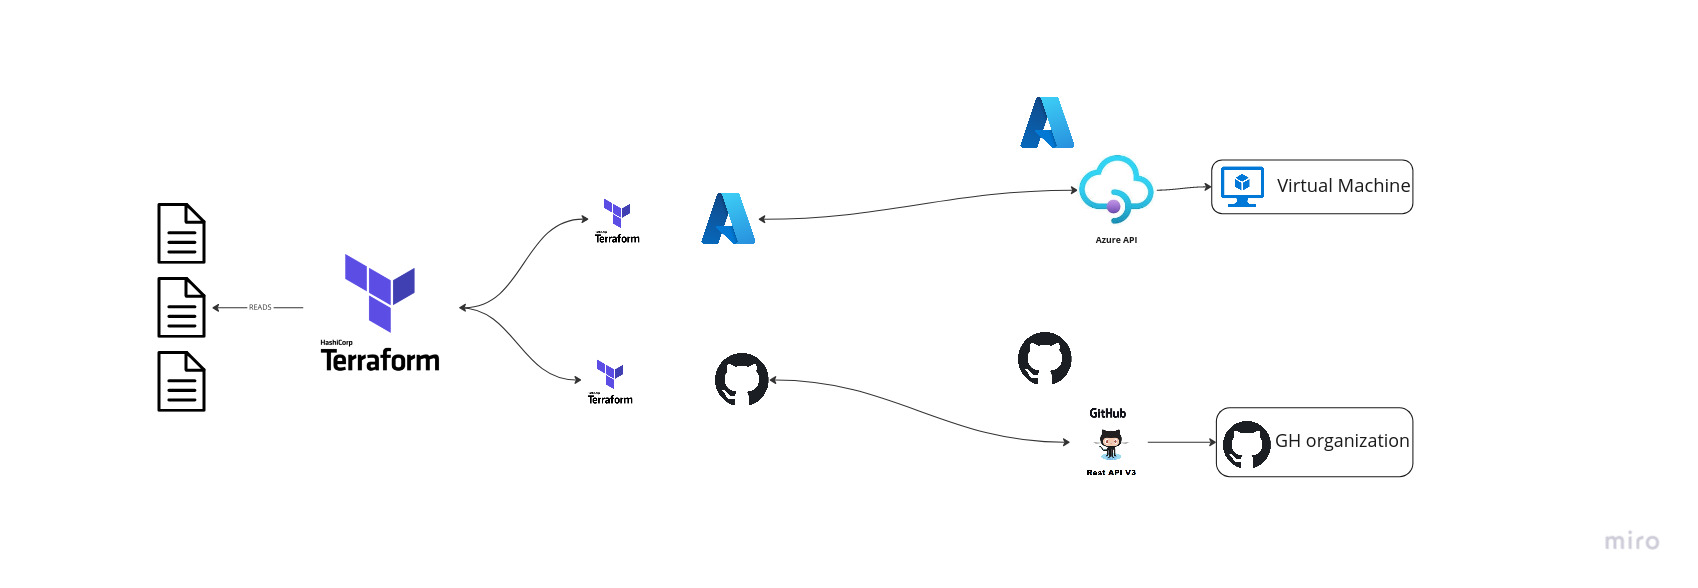 READS
HashiCorp
Terraform
Terraform
Terraform
Azure API
Virtual Machine
GitHub
Rest API V3
GH organization
miro